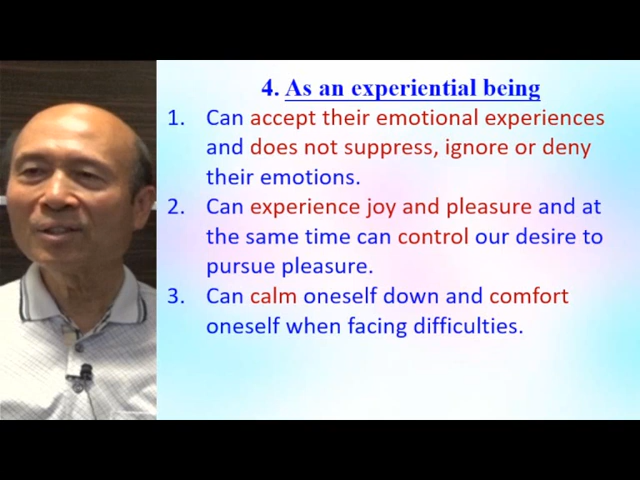 4. As an experiential being
1. Can accept their emotional experiences
and does not suppress, ignore or deny
their emotions.
2. Can experience joy and pleasure and at
the same time can control our desire to
pursue pleasure.
3. Can calm oneself down and comfort
oneself when facing difficulties.